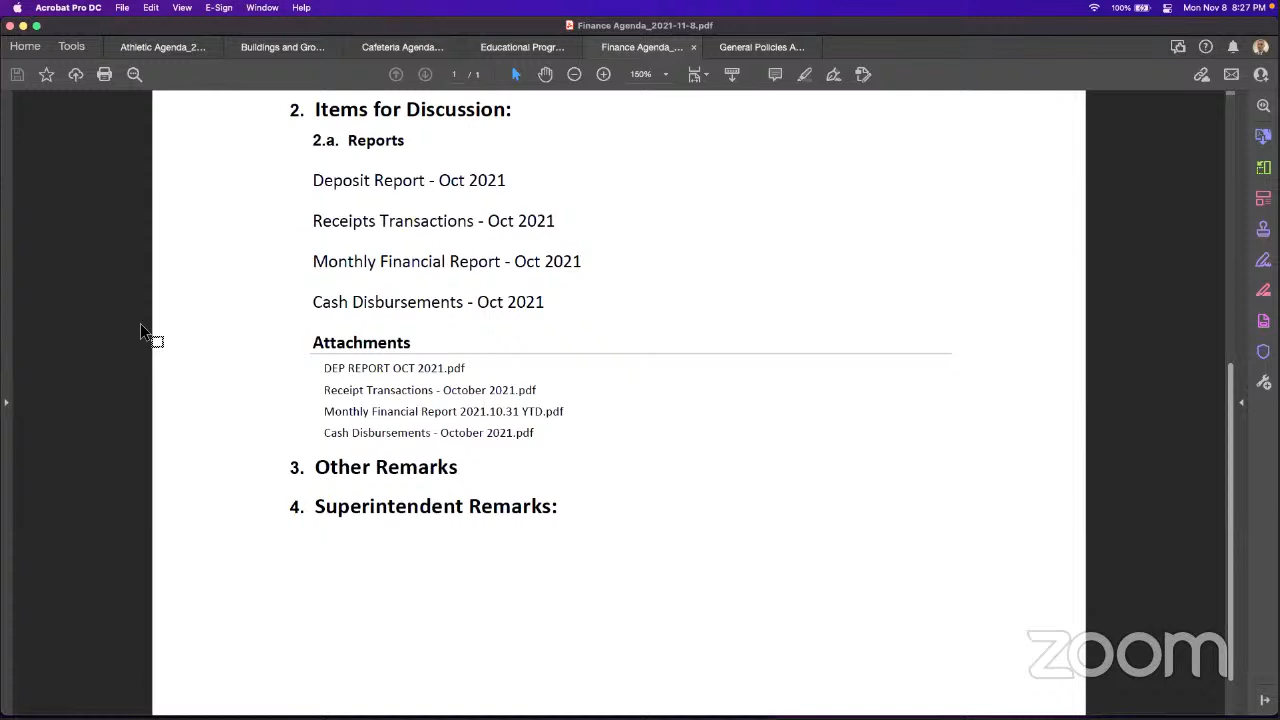 Acrobat Pro DC File Edit View E-Sign Window Help 100% Mon Nov 8 8:27 PM
Finance Agenda_2021-11-8.pdf
Home Tools Athletic Agenda_2... Buildings and Gro... Cafeteria Agenda... Educational Progr... Finance Agenda_... × General Policies A...
1 / 1 150%
2. Items for Discussion:
2.a. Reports
Deposit Report - Oct 2021
Receipts Transactions - Oct 2021
Monthly Financial Report - Oct 2021
Cash Disbursements - Oct 2021
Attachments
DEP REPORT OCT 2021.pdf
Receipt Transactions - October 2021.pdf
Monthly Financial Report 2021.10.31 YTD.pdf
Cash Disbursements - October 2021.pdf
3. Other Remarks
4. Superintendent Remarks:
zoom